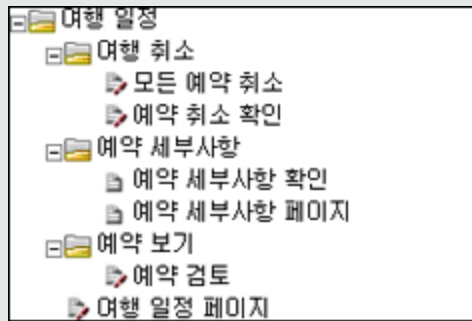 여행 일정
여행 취소
모든 예약 취소
예약 취소 확인
예약 세부사항
예약 세부사항 확인
예약 세부사항 페이지
예약 보기
예약 검토
여행 일정 페이지